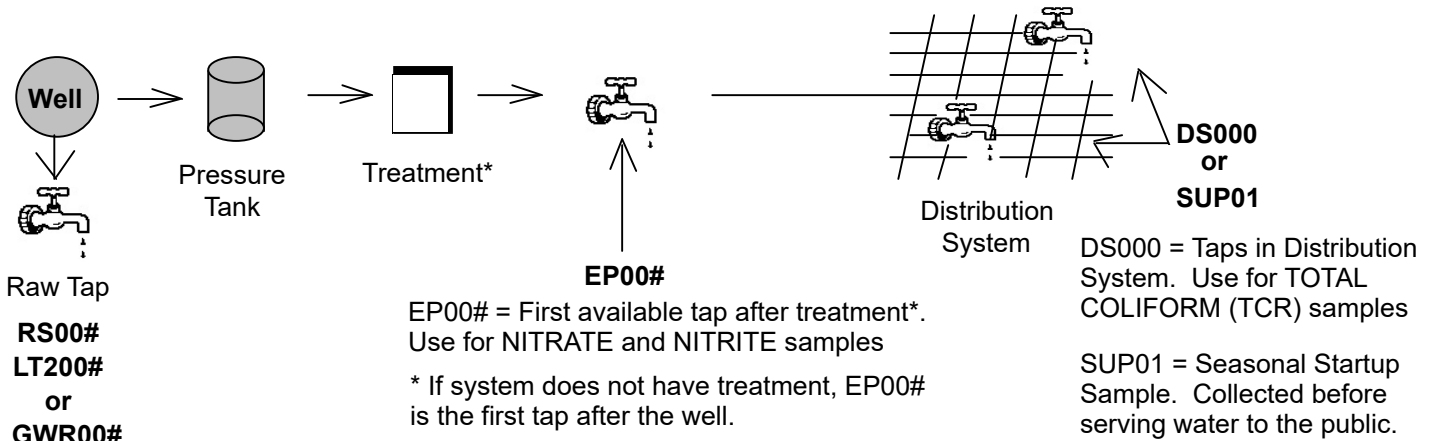 Well
Pressure
Tank
Treatment*
Raw Tap
RS00#
LT200#
or
GWR00#
EP00#
EP00# = First available tap after treatment*.
Use for NITRATE and NITRITE samples
* If system does not have treatment, EP00#
is the first tap after the well.
Distribution
System
DS000
or
SUP01
DS000 = Taps in Distribution
System. Use for TOTAL
COLIFORM (TCR) samples
SUP01 = Seasonal Startup
Sample. Collected before
serving water to the public.